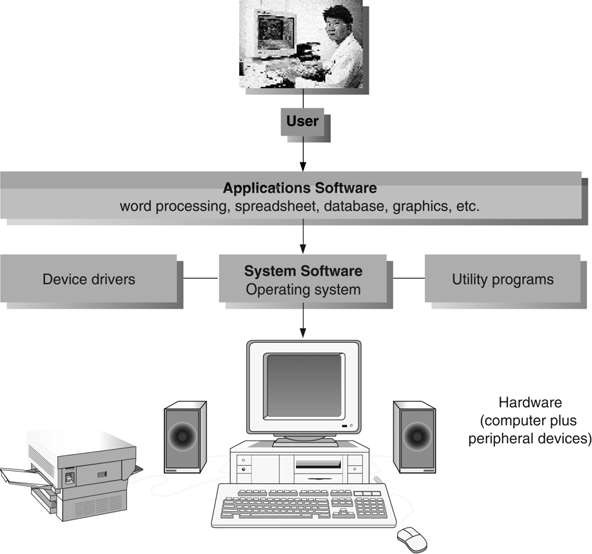 User
Applications Software
word processing, spreadsheet, database, graphics, etc.
Device drivers
System Software
Operating system
Utility programs
Hardware
(computer plus
peripheral devices)